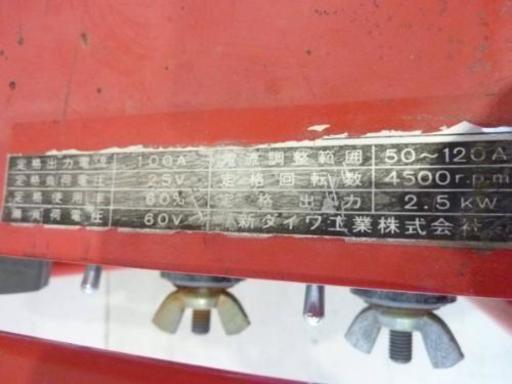 定格出力電流 100A 電流調整範囲 50～120A
定格負荷電圧 25V 定格回転数 4500r.p.m
定格使用率 60% 定格出力 2.5KW
無負荷電圧 60V 新ダイワ工業株式会社